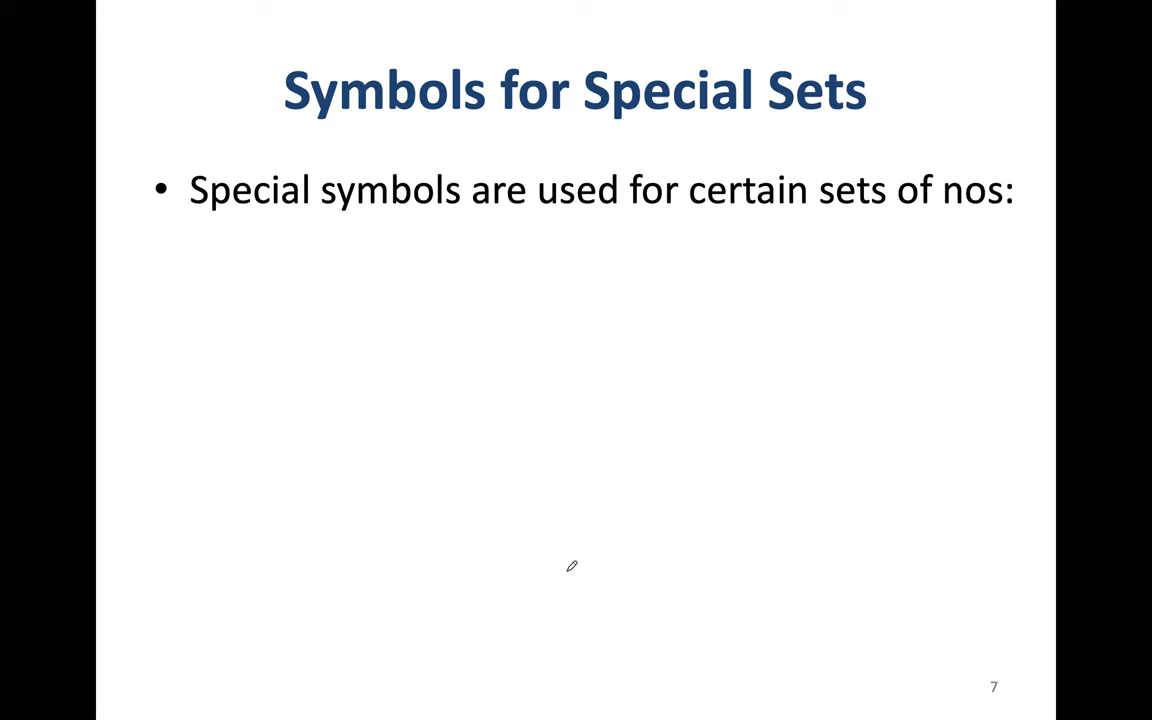 Symbols for Special Sets
• Special symbols are used for certain sets of nos:
7